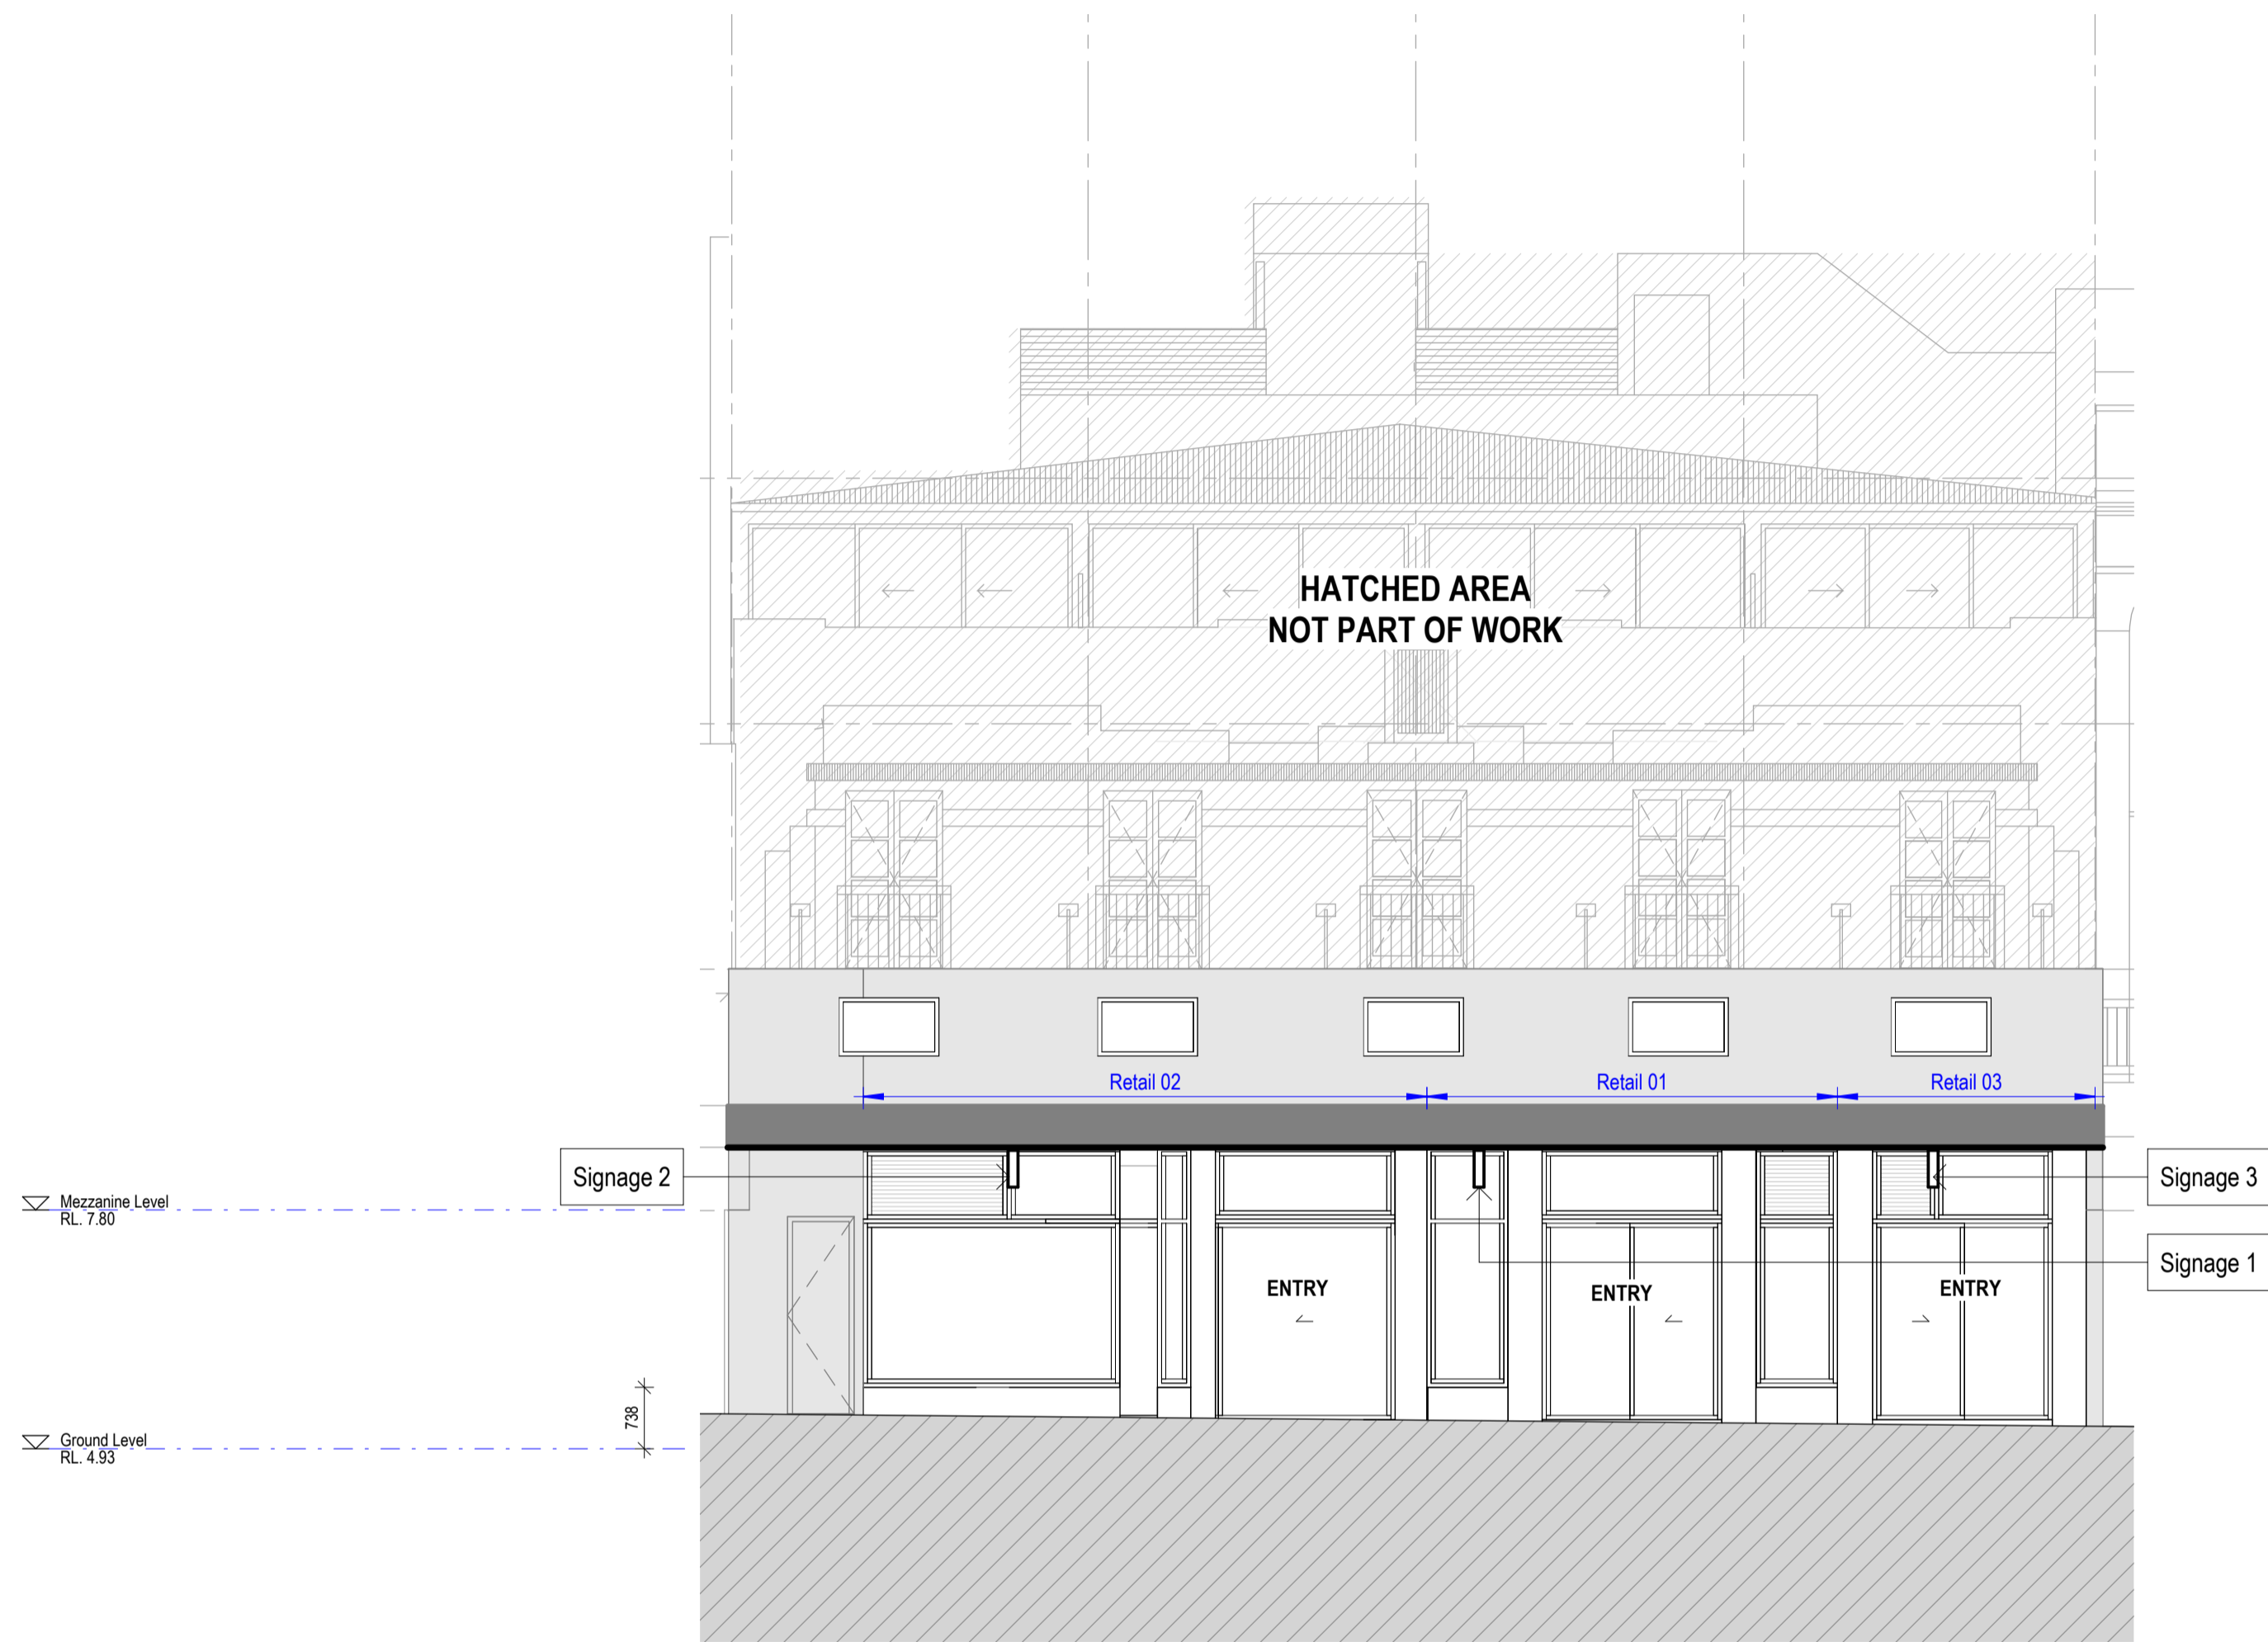 HATCHED AREA
NOT PART OF WORK
Retail 02
Retail 01
Retail 03
Signage 2
Signage 3
Mezzanine Level
RL. 7.80
Signage 1
ENTRY
ENTRY
ENTRY
738
Ground Level
RL. 4.93